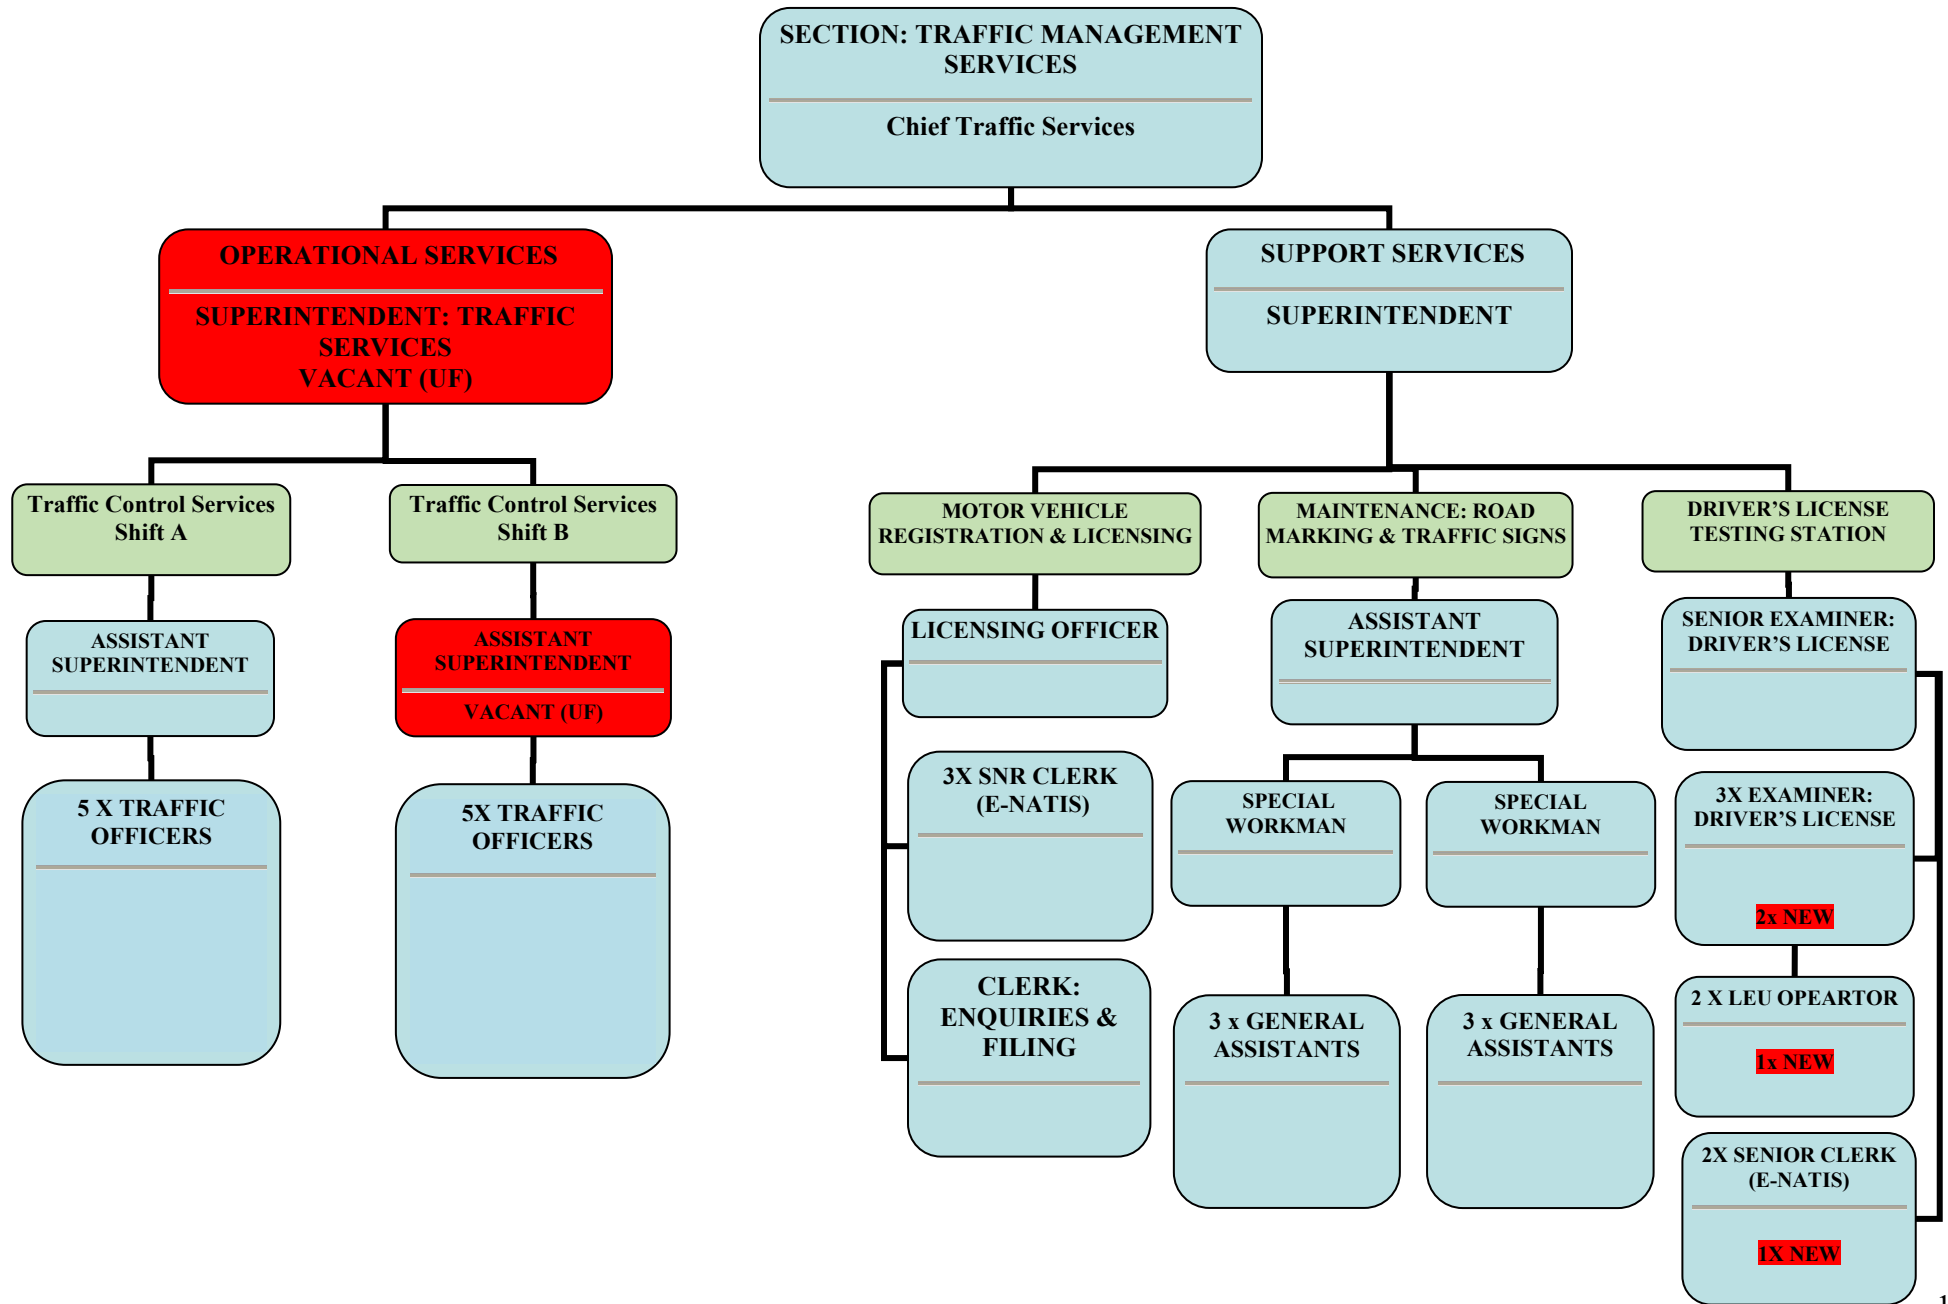 SECTION: TRAFFIC MANAGEMENT
SERVICES
Chief Traffic Services
OPERATIONAL SERVICES
SUPERINTENDENT: TRAFFIC
SERVICES
VACANT (UF)
SUPPORT SERVICES
SUPERINTENDENT
Traffic Control Services
Shift A
Traffic Control Services
Shift B
MOTOR VEHICLE
REGISTRATION & LICENSING
MAINTENANCE: ROAD
MARKING & TRAFFIC SIGNS
DRIVER'S LICENSE
TESTING STATION
ASSISTANT
SUPERINTENDENT
ASSISTANT
SUPERINTENDENT
VACANT (UF)
LICENSING OFFICER
ASSISTANT
SUPERINTENDENT
SENIOR EXAMINER:
DRIVER'S LICENSE
5 X TRAFFIC
OFFICERS
5X TRAFFIC
OFFICERS
3X SNR CLERK
(E-NATIS)
SPECIAL
WORKMAN
SPECIAL
WORKMAN
3X EXAMINER:
DRIVER'S LICENSE
2x NEW
CLERK:
ENQUIRIES &
FILING
3 x GENERAL
ASSISTANTS
3 x GENERAL
ASSISTANTS
2 X LEU OPEARTOR
1x NEW
2X SENIOR CLERK
(E-NATIS)
1X NEW
1